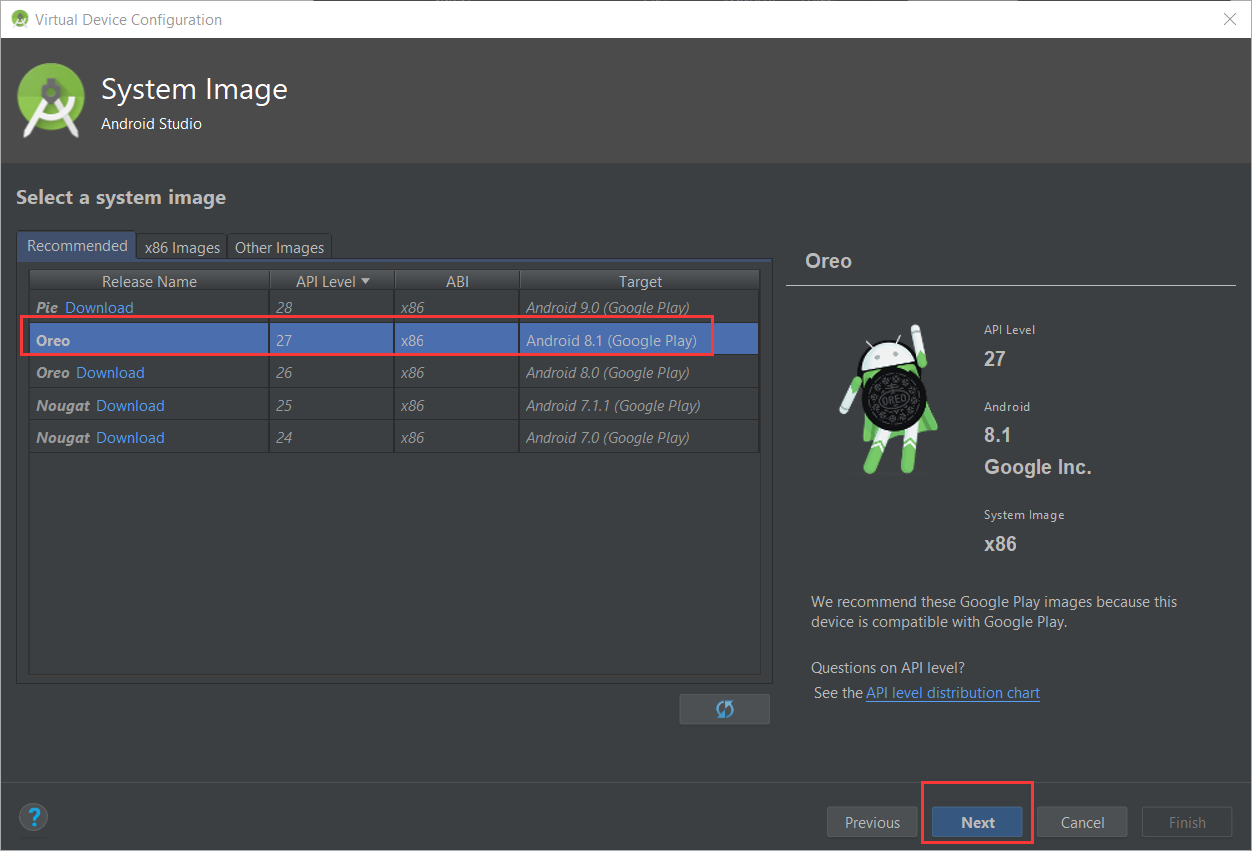 Virtual Device Configuration
System Image
Android Studio
Select a system image
Recommended x86 Images Other Images
Release Name API Level ABI Target
Pie Download 28 x86 Android 9.0 (Google Play)
Oreo 27 x86 Android 8.1 (Google Play)
Oreo Download 26 x86 Android 8.0 (Google Play)
Nougat Download 25 x86 Android 7.1.1 (Google Play)
Nougat Download 24 x86 Android 7.0 (Google Play)
Oreo
OREO
API Level
27
Android
8.1
Google Inc.
System Image
x86
We recommend these Google Play images because this
device is compatible with Google Play.
Questions on API level?
See the API level distribution chart
? Previous Next Cancel Finish